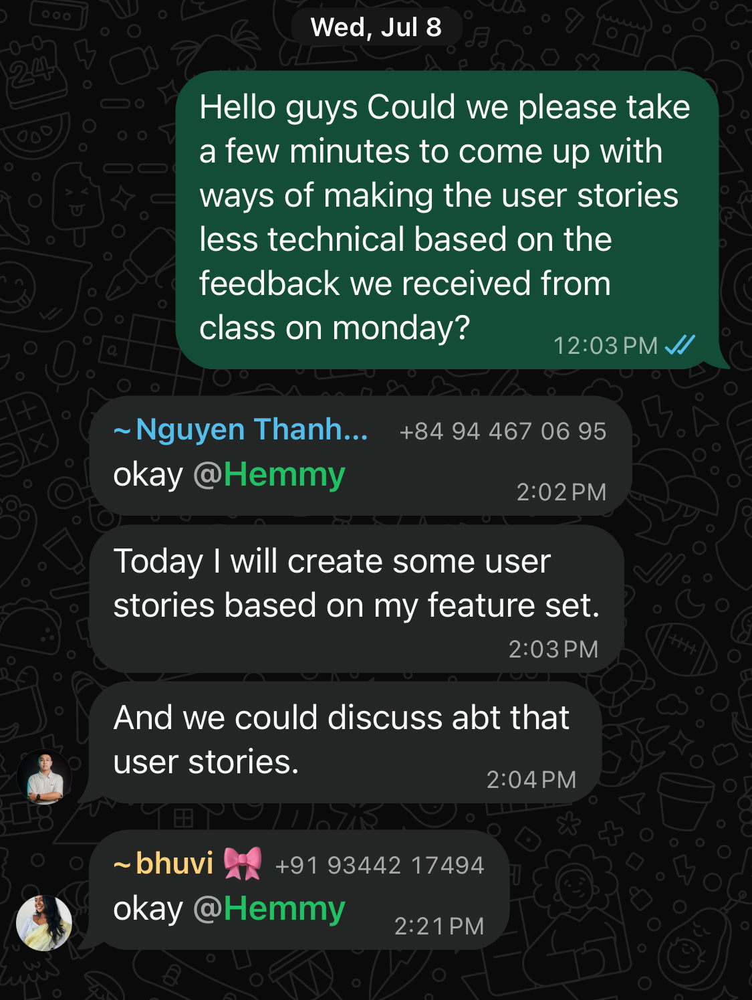 Wed, Jul 8
Hello guys Could we please take
a few minutes to come up with
ways of making the user stories
less technical based on the
feedback we received from
class on monday?
12:03 PM
~Nguyen Thanh... +84 94 467 06 95
okay @Hemmy
2:02 PM
Today I will create some user
stories based on my feature set.
2:03 PM
And we could discuss abt that
user stories.
2:04 PM
~bhuvi 🎀 +91 93442 17494
okay @Hemmy
2:21 PM